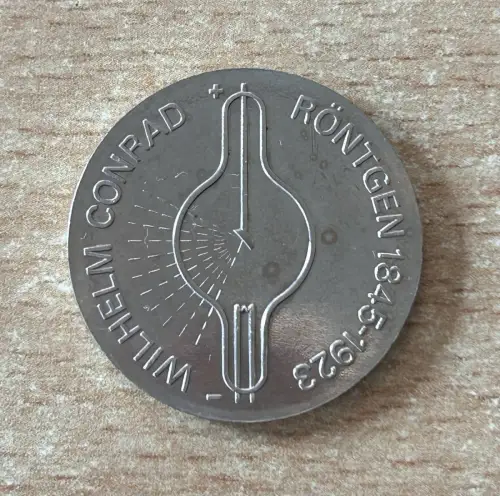 WILHELM CONRAD
RÖNTGEN 1845-1923
+
-